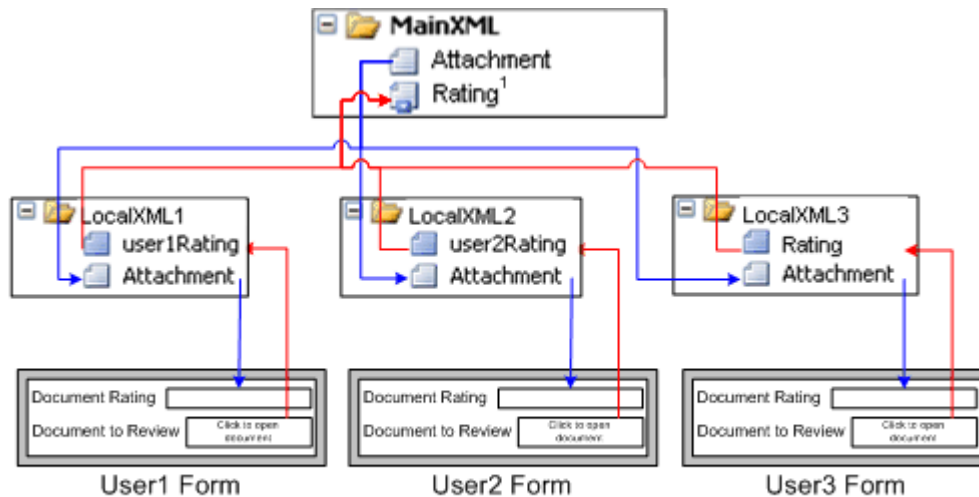 MainXML
Attachment
Rating1
LocalXML1
user1Rating
Attachment
LocalXML2
user2Rating
Attachment
LocalXML3
Rating
Attachment
Document Rating
Document to Review
Click to open
document
User1 Form
Document Rating
Document to Review
Click to open
document
User2 Form
Document Rating
Document to Review
Click to open
document
User3 Form